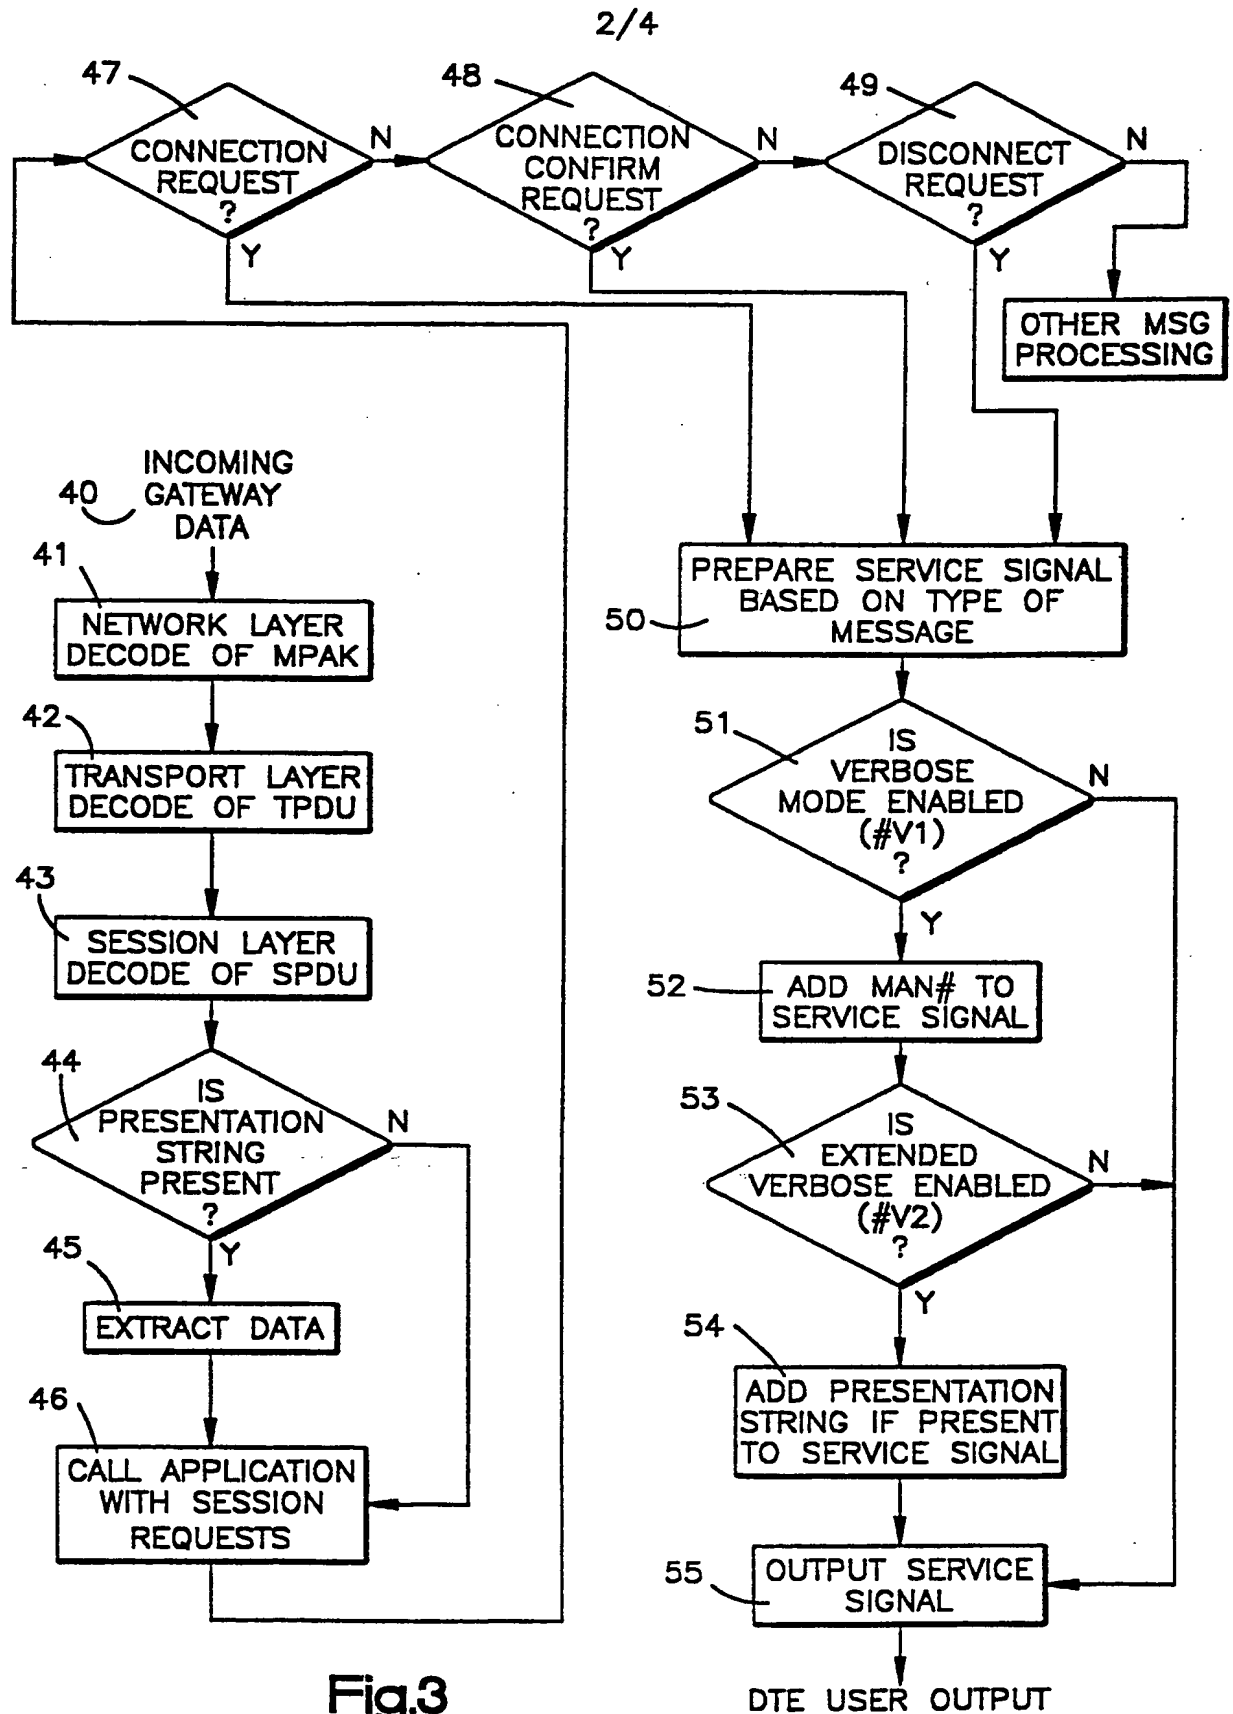 2/4
47
CONNECTION
REQUEST
?
N
Y
48
CONNECTION
CONFIRM
REQUEST
?
N
Y
49
DISCONNECT
REQUEST
?
N
Y
OTHER MSG
PROCESSING
40
INCOMING
GATEWAY
DATA
41
NETWORK LAYER
DECODE OF MPAK
42
TRANSPORT LAYER
DECODE OF TPDU
43
SESSION LAYER
DECODE OF SPDU
44
IS
PRESENTATION
STRING
PRESENT
?
N
Y
45
EXTRACT DATA
46
CALL APPLICATION
WITH SESSION
REQUESTS
50
PREPARE SERVICE SIGNAL
BASED ON TYPE OF
MESSAGE
51
IS
VERBOSE
MODE ENABLED
(#V1)
?
N
Y
52
ADD MAN# TO
SERVICE SIGNAL
53
IS
EXTENDED
VERBOSE ENABLED
(#V2)
?
N
Y
54
ADD PRESENTATION
STRING IF PRESENT
TO SERVICE SIGNAL
55
OUTPUT SERVICE
SIGNAL
DTE USER OUTPUT
Fig.3